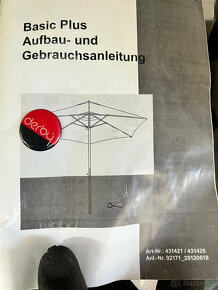 Basic Plus
Aufbau- und
Gebrauchsanleitung
derby
Art-Nr.: 431421 / 431426
Anl.-Nr. 92171_20120618